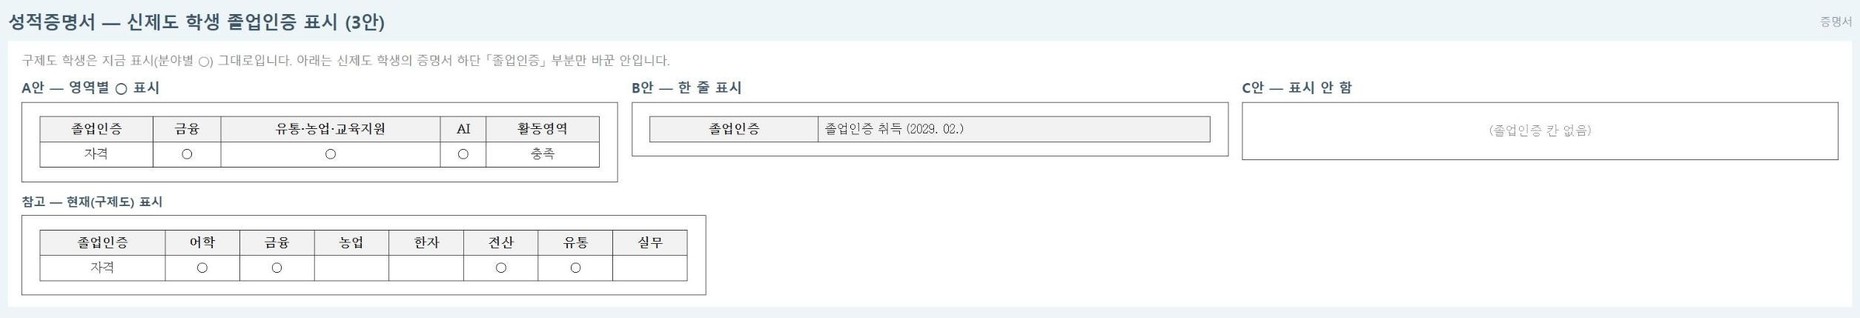 성적증명서 — 신제도 학생 졸업인증 표시 (3안)
증명서
구제도 학생은 지금 표시(분야별 ○) 그대로입니다. 아래는 신제도 학생의 증명서 하단 「졸업인증」 부분만 바꾼 안입니다.
A안 — 영역별 ○ 표시
졸업인증 금융 유통·농업·교육지원 AI 활동영역
자격 ○ ○ ○ 충족
B안 — 한 줄 표시
졸업인증 졸업인증 취득 (2029. 02.)
C안 — 표시 안 함
(졸업인증 칸 없음)
참고 — 현재(구제도) 표시
졸업인증 어학 금융 농업 한자 전산 유통 실무
자격 ○ ○ ○ ○